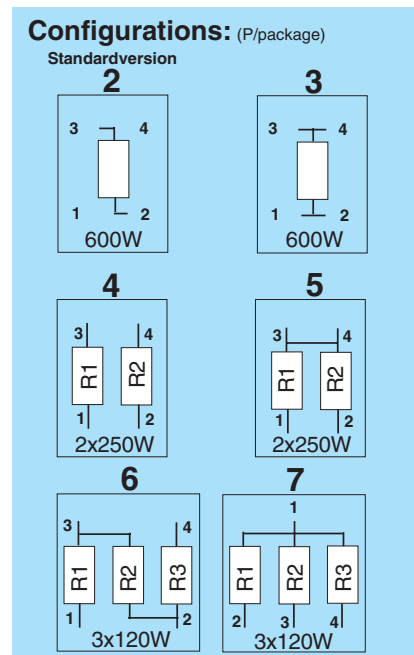 Configurations: (P/package)
Standardversion
2 3
3 4 3 4
1 2 1 2
600W 600W
4 5
3 4 3 4
R1 R2 R1 R2
1 2 1 2
2x250W 2x250W
6 7
3 4 1
R1 R2 R3 R1 R2 R3
1 2 2 3 4
3x120W 3x120W